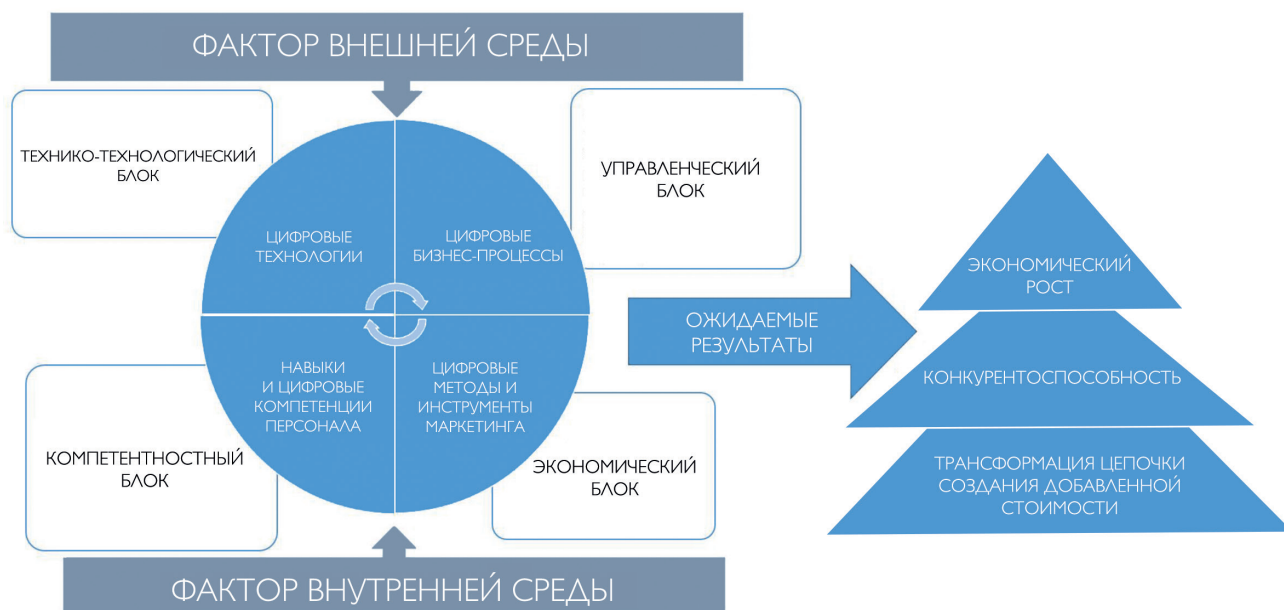 ФАКТОР ВНЕШНЕЙ СРЕДЫ
ТЕХНИКО-ТЕХНОЛОГИЧЕСКИЙ
БЛОК
УПРАВЛЕНЧЕСКИЙ
БЛОК
ЦИФРОВЫЕ
ТЕХНОЛОГИИ
ЦИФРОВЫЕ
БИЗНЕС-ПРОЦЕССЫ
НАВЫКИ
И ЦИФРОВЫЕ
КОМПЕТЕНЦИИ
ПЕРСОНАЛА
ЦИФРОВЫЕ
МЕТОДЫ И
ИНСТРУМЕНТЫ
МАРКЕТИНГА
КОМПЕТЕНТНОСТНЫЙ
БЛОК
ЭКОНОМИЧЕСКИЙ
БЛОК
ФАКТОР ВНУТРЕННЕЙ СРЕДЫ
ОЖИДАЕМЫЕ
РЕЗУЛЬТАТЫ
ЭКОНОМИЧЕСКИЙ
РОСТ
КОНКУРЕНТОСПОСОБНОСТЬ
ТРАНСФОРМАЦИЯ ЦЕПОЧКИ
СОЗДАНИЯ ДОБАВЛЕННОЙ
СТОИМОСТИ